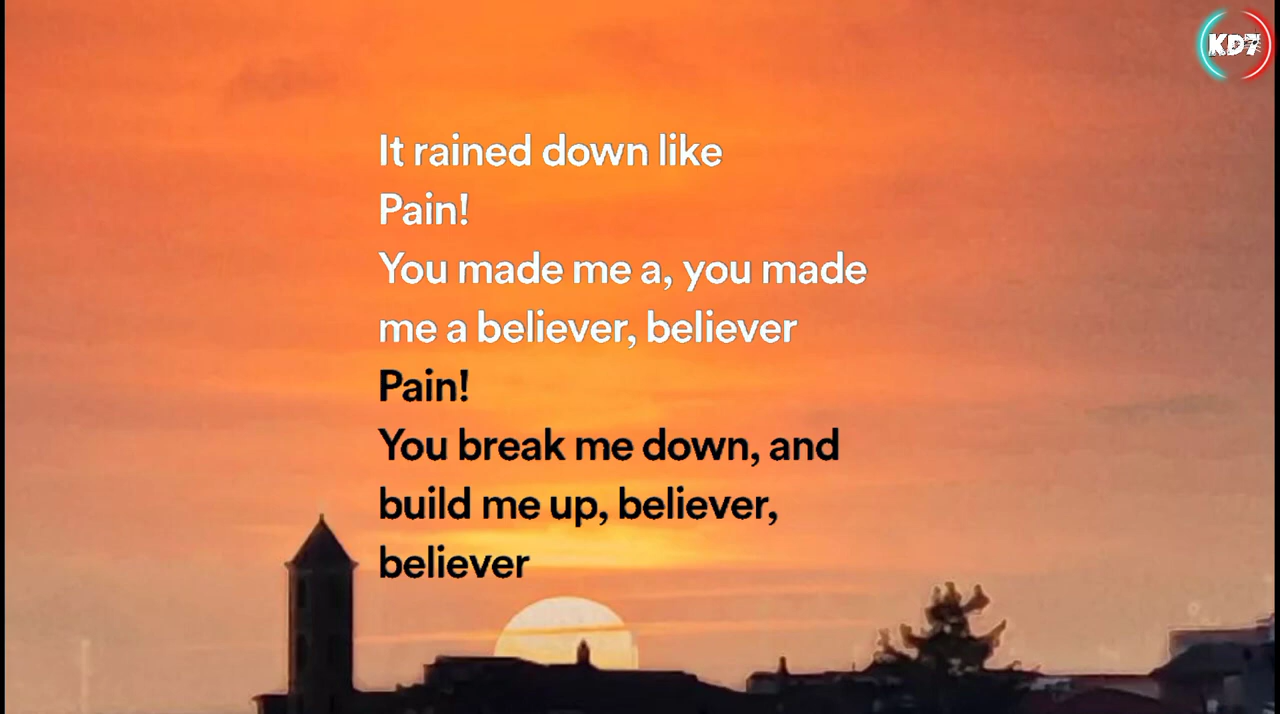 KD7
It rained down like
Pain!
You made me a, you made
me a believer, believer
Pain!
You break me down, and
build me up, believer,
believer